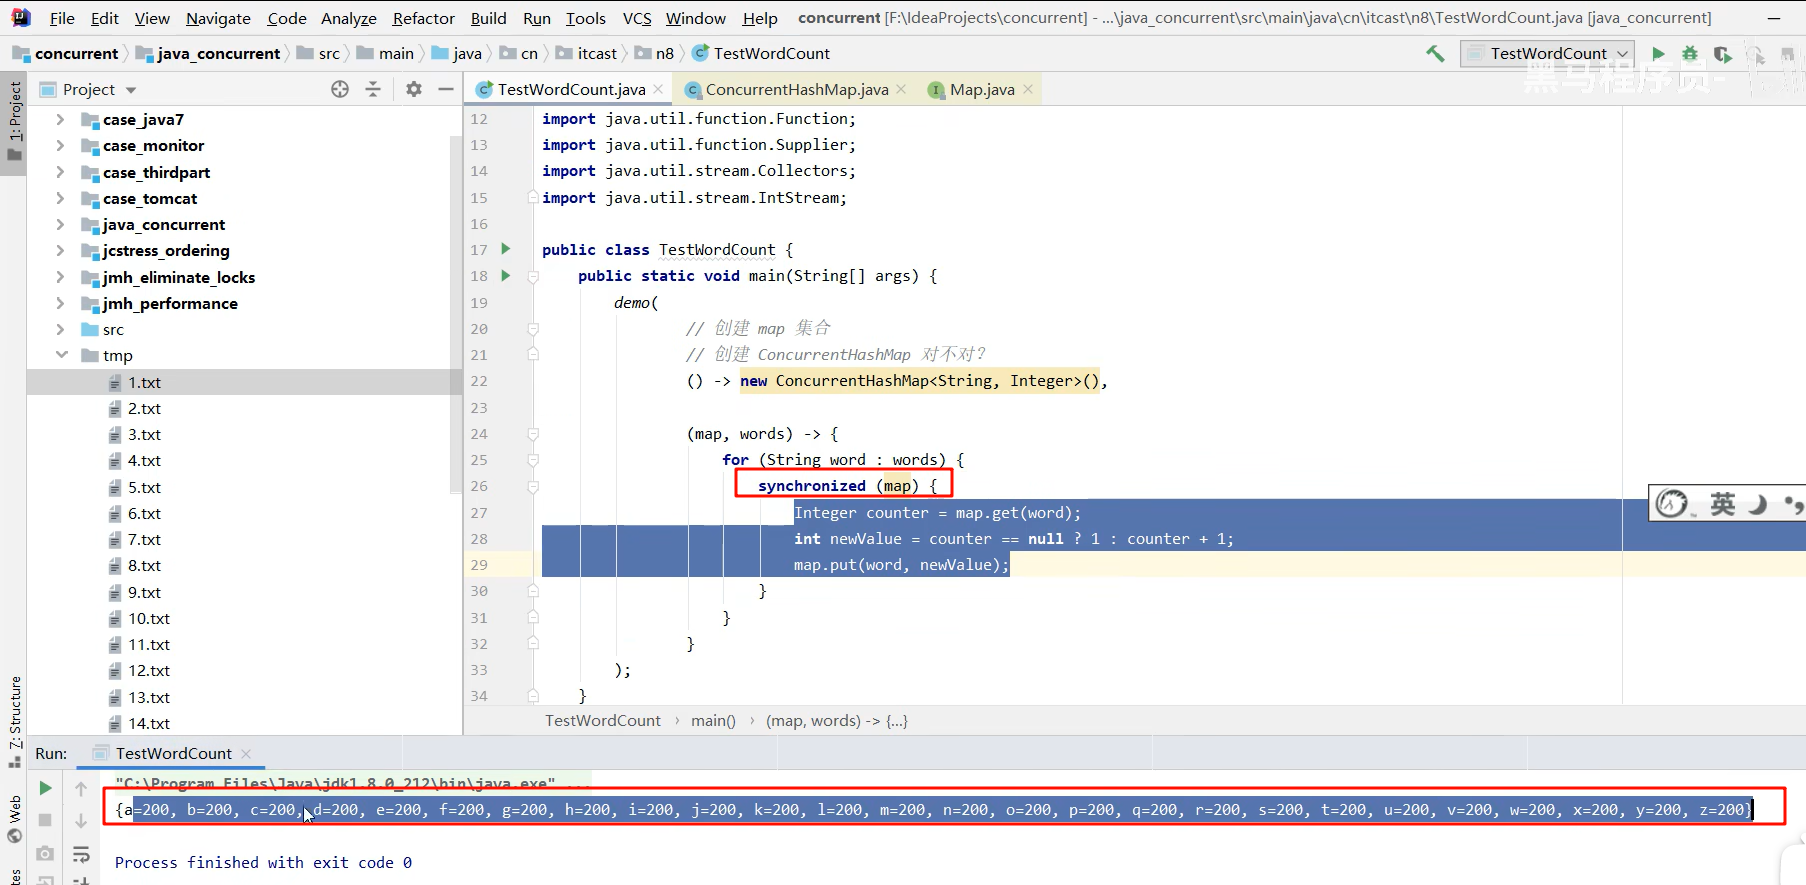 File Edit View Navigate Code Analyze Refactor Build Run Tools VCS Window Help concurrent [F:\IdeaProjects\concurrent] - ...\java_concurrent\src\main\java\cn\itcast\n8\TestWordCount.java [java_concurrent]
concurrent java_concurrent src main java cn itcast n8 TestWordCount TestWordCount
黑马程序员-
1: Project
Project
TestWordCount.java ConcurrentHashMap.java Map.java
case_java7
case_monitor
case_thirdpart
case_tomcat
java_concurrent
jcstress_ordering
jmh_eliminate_locks
jmh_performance
src
tmp
1.txt
2.txt
3.txt
4.txt
5.txt
6.txt
7.txt
8.txt
9.txt
10.txt
11.txt
12.txt
13.txt
14.txt
12 import java.util.function.Function;
13 import java.util.function.Supplier;
14 import java.util.stream.Collectors;
15 import java.util.stream.IntStream;
16
17 public class TestWordCount {
18 public static void main(String[] args) {
19 demo(
20 // 创建 map 集合
21 // 创建 ConcurrentHashMap 对不对?
22 () -> new ConcurrentHashMap<String, Integer>(),
23
24 (map, words) -> {
25 for (String word : words) {
26 synchronized (map) {
27 Integer counter = map.get(word);
28 int newValue = counter == null ? 1 : counter + 1;
29 map.put(word, newValue);
30 }
31 }
32 }
33 );
34 }
英
TestWordCount › main() › (map, words) -> {...}
7: Structure
Web
Run: TestWordCount
"C:\Program Files\Java\jdk1.8.0_212\bin\java.exe" ...
{a=200, b=200, c=200, d=200, e=200, f=200, g=200, h=200, i=200, j=200, k=200, l=200, m=200, n=200, o=200, p=200, q=200, r=200, s=200, t=200, u=200, v=200, w=200, x=200, y=200, z=200}
Process finished with exit code 0